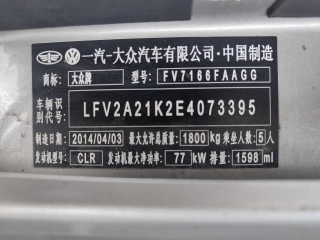 一汽-大众汽车有限公司·中国制造
商标: 大众牌 型号: FV7166FAAGG
车辆识别代号: LFV2A21K2E4073395
制造日期 2014/04/03 最大允许总质量 1800 kg 乘坐人数 5 人
发动机型号 CLR 发动机最大净功率: 77 kW 排量: 1598 ml